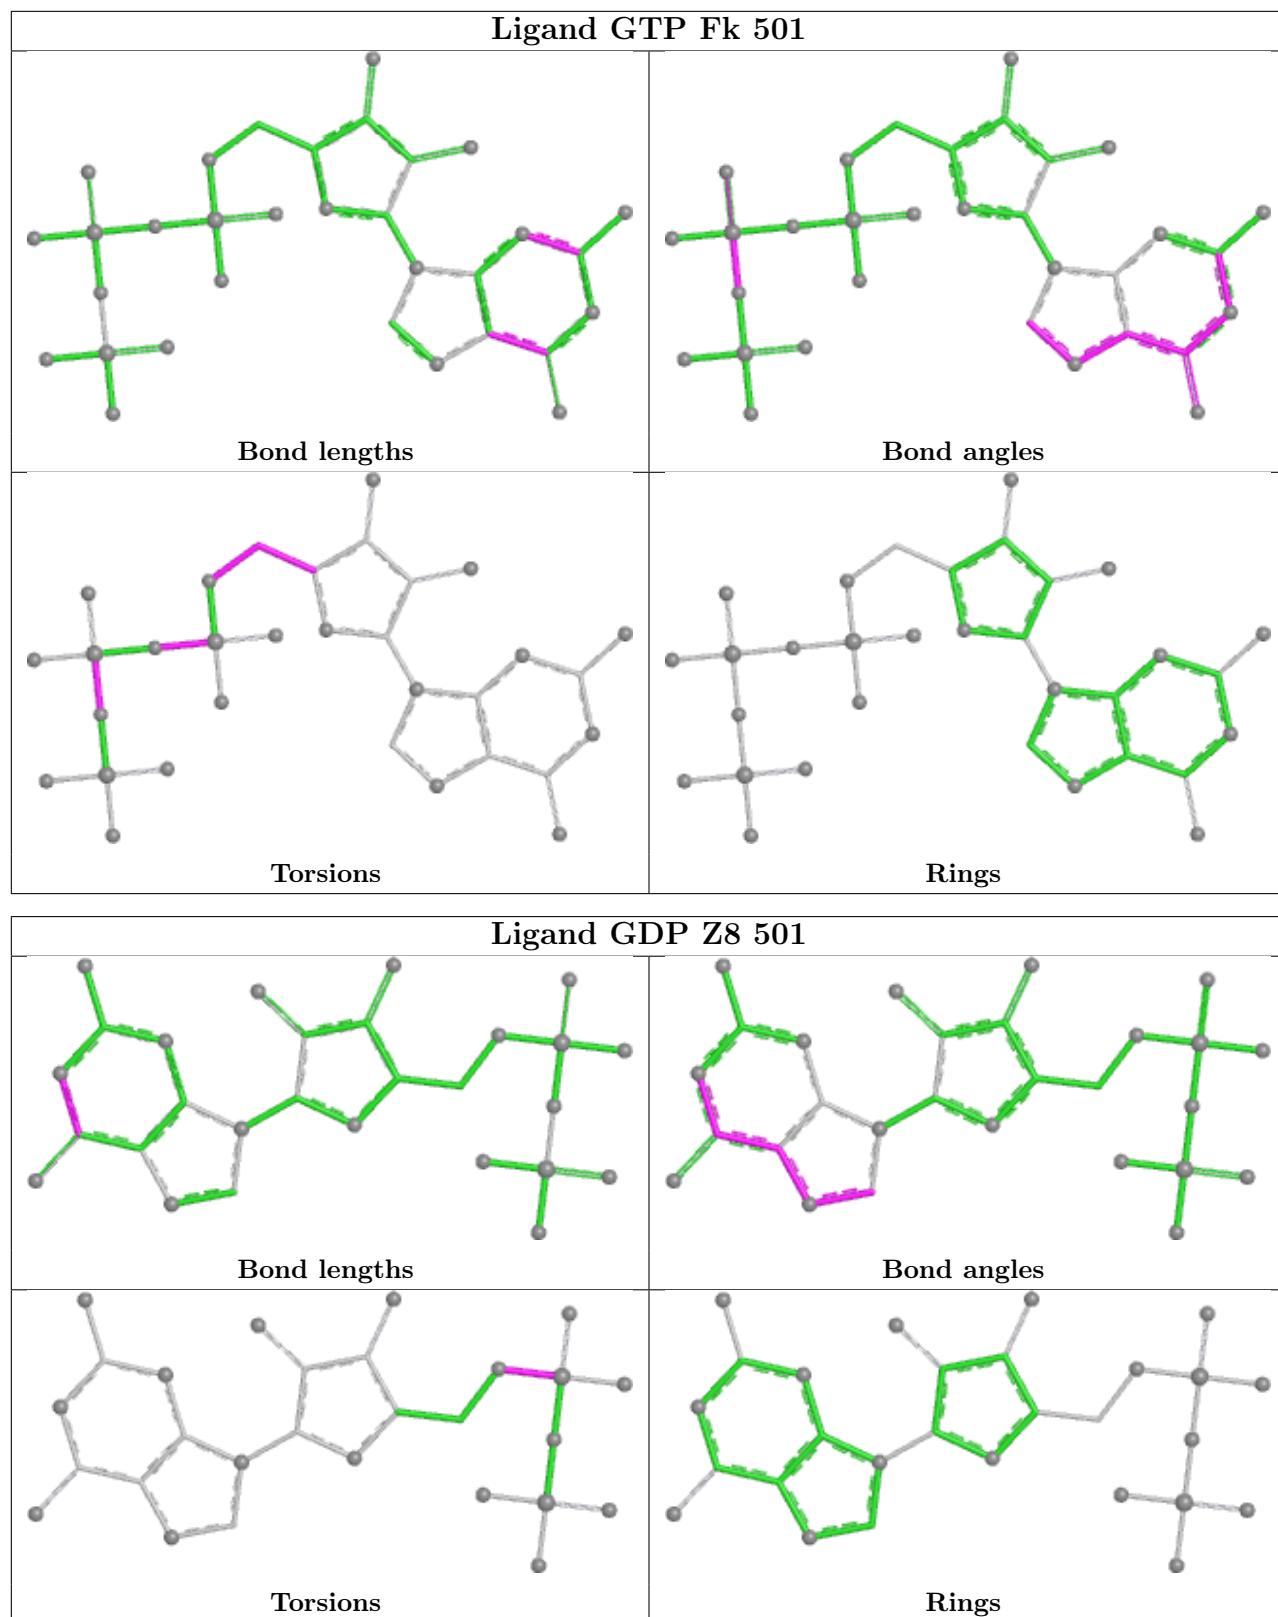 Ligand GTP Fk 501
Bond lengths
Bond angles
Torsions
Rings
Ligand GDP Z8 501
Bond lengths
Bond angles
Torsions
Rings